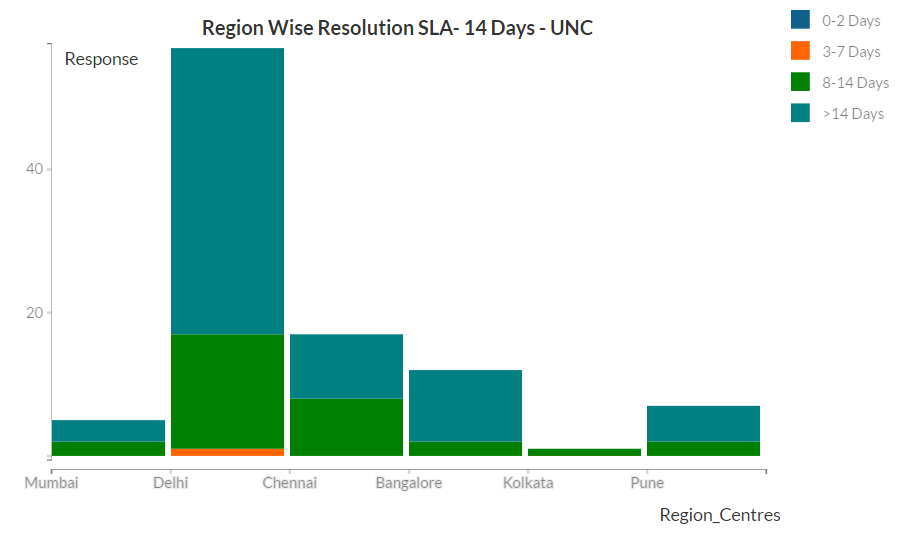 Region Wise Resolution SLA- 14 Days - UNC
0-2 Days
3-7 Days
8-14 Days
>14 Days
Response
40
20
Mumbai Delhi Chennai Bangalore Kolkata Pune
Region_Centres